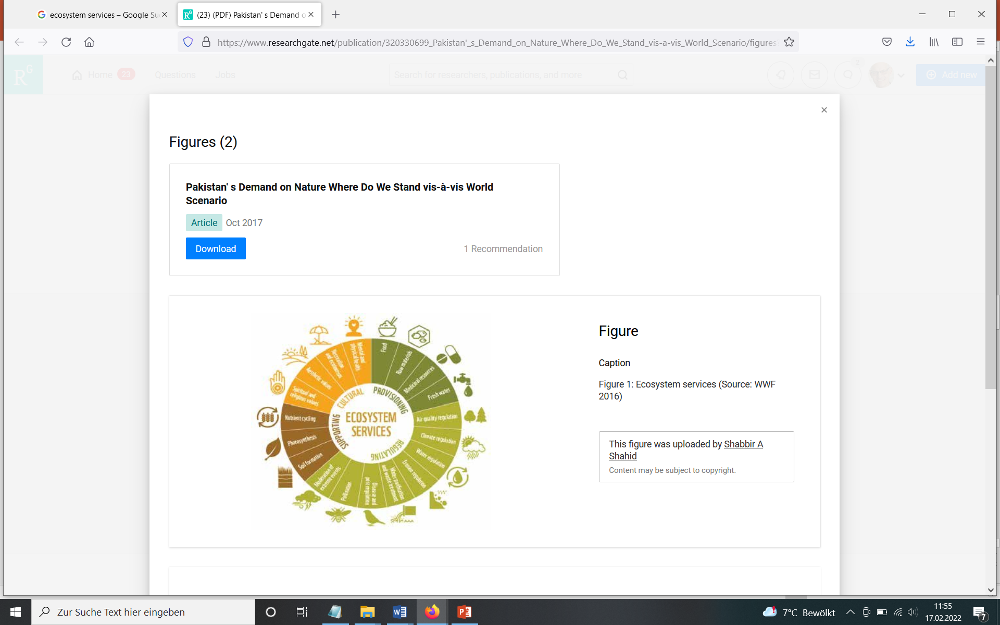 ecosystem services – Google Su
(23) (PDF) Pakistan' s Demand o
https://www.researchgate.net/publication/320330699_Pakistan'_s_Demand_on_Nature_Where_Do_We_Stand_vis-a-vis_World_Scenario/figures
R G
Home 23 Questions Jobs
Search for researchers, publications, and more
2
Add new
Figures (2)
Pakistan' s Demand on Nature Where Do We Stand vis-à-vis World
Scenario
Article Oct 2017
Download 1 Recommendation
Mental and
physical health
Recreation
and ecotourism
Aesthetic values
Spiritual and
religious values
Food
Raw materials
Medicinal resources
Fresh water
CULTURAL
PROVISIONING
ECOSYSTEM
SERVICES
SUPPORTING
REGULATING
Nutrient cycling
Photosynthesis
Soil formation
Air quality regulation
Climate regulation
Water regulation
Erosion regulation
Water purification
and waste treatment
Disease and
pest regulation
Pollination
Moderation of
extreme events
Figure
Caption
Figure 1: Ecosystem services (Source: WWF
2016)
This figure was uploaded by Shabbir A
Shahid
Content may be subject to copyright.
Zur Suche Text hier eingeben
7°C Bewölkt
11:55
17.02.2022
7